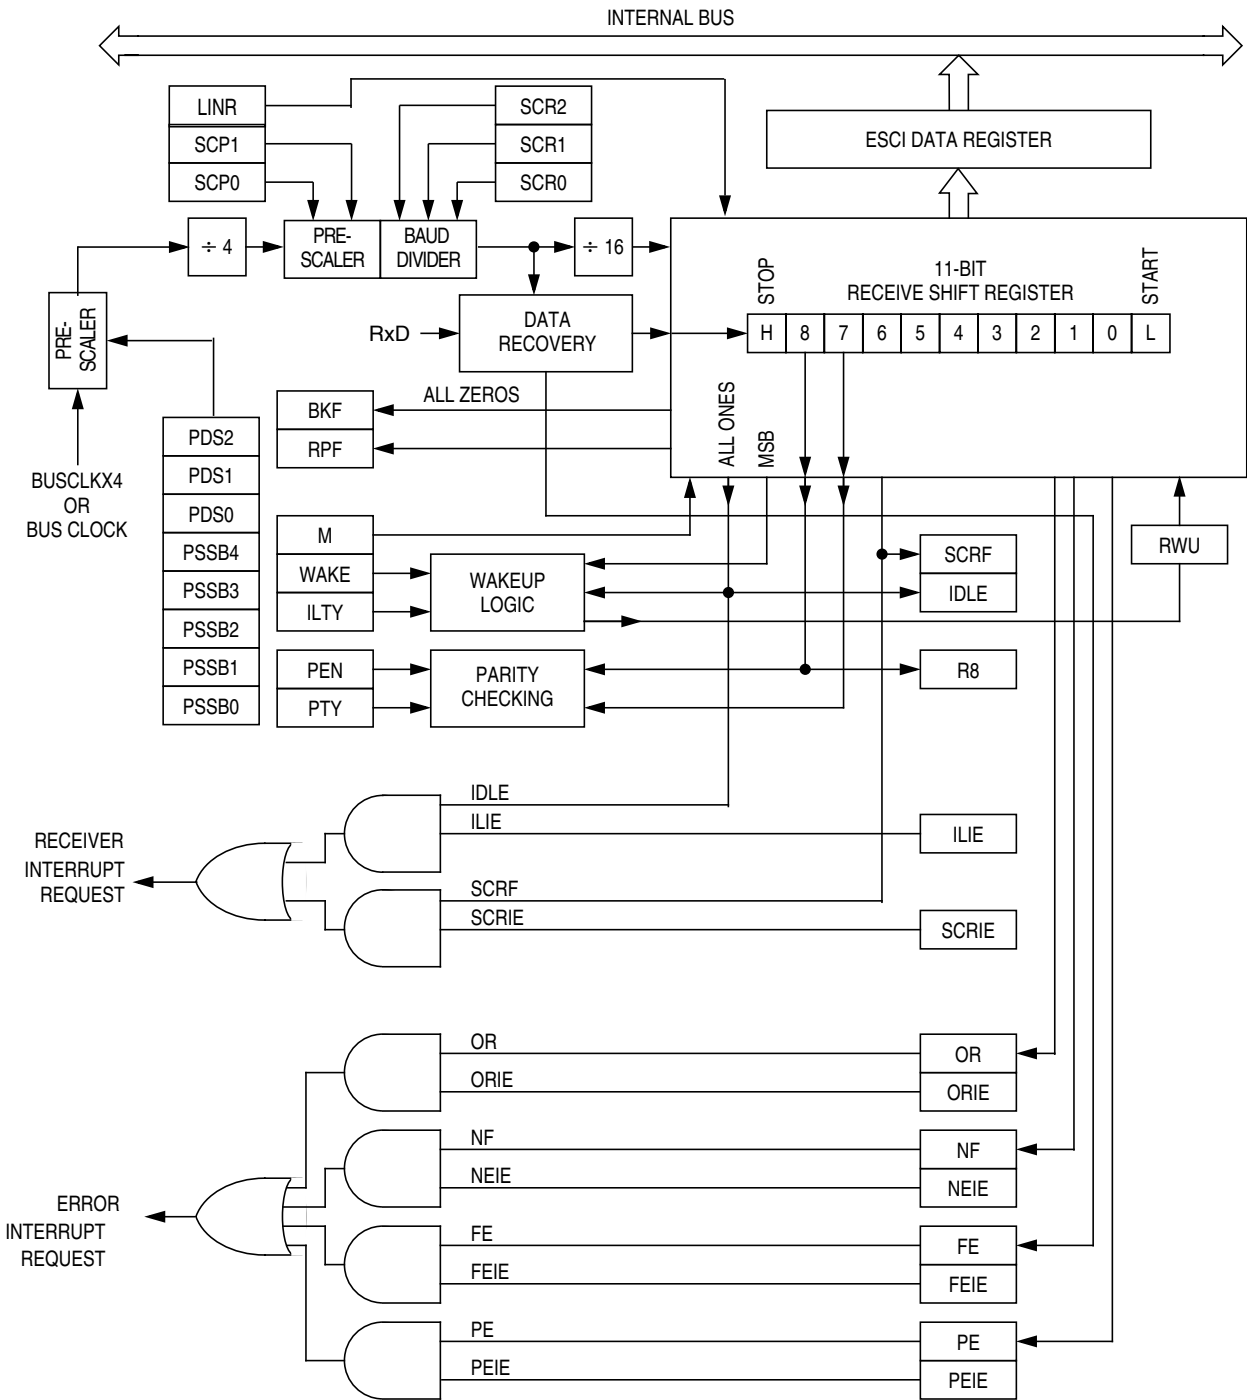 INTERNAL BUS
LINR
SCP1
SCP0
SCR2
SCR1
SCR0
ESCI DATA REGISTER
÷ 4
PRE-
SCALER
BAUD
DIVIDER
÷ 16
STOP
11-BIT
RECEIVE SHIFT REGISTER
START
H 8 7 6 5 4 3 2 1 0 L
PRE-
SCALER
RxD
DATA
RECOVERY
ALL ZEROS
BKF
RPF
ALL ONES
MSB
BUSCLKX4
OR
BUS CLOCK
PDS2
PDS1
PDS0
PSSB4
PSSB3
PSSB2
PSSB1
PSSB0
M
WAKE
ILTY
WAKEUP
LOGIC
SCRF
IDLE
RWU
PEN
PTY
PARITY
CHECKING
R8
IDLE
ILIE
ILIE
RECEIVER
INTERRUPT
REQUEST
SCRF
SCRIE
SCRIE
OR
ORIE
OR
ORIE
NF
NEIE
NF
NEIE
ERROR
INTERRUPT
REQUEST
FE
FEIE
FE
FEIE
PE
PEIE
PE
PEIE